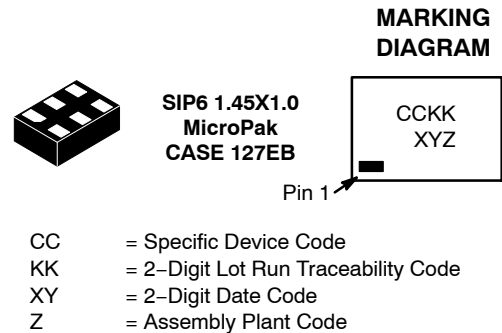 MARKING
DIAGRAM
SIP6 1.45X1.0
MicroPak
CASE 127EB
CCKK
XYZ
Pin 1
CC = Specific Device Code
KK = 2−Digit Lot Run Traceability Code
XY = 2−Digit Date Code
Z = Assembly Plant Code